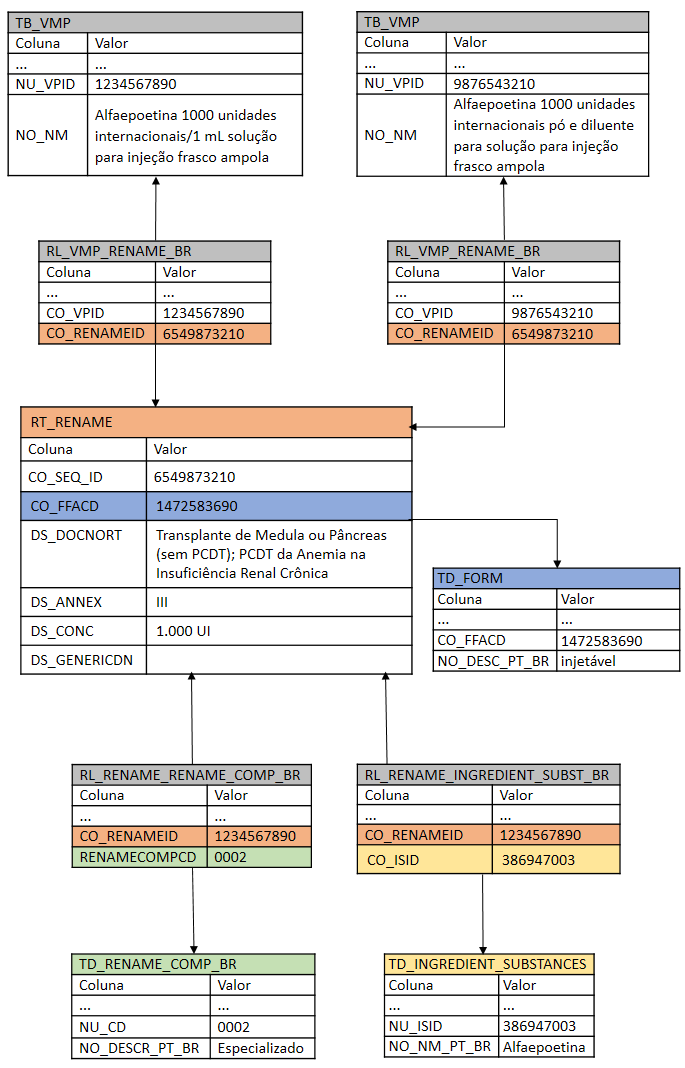 TB_VMP
Coluna Valor
... ...
NU_VPID 1234567890
NO_NM
Alfaepoetina 1000 unidades
internacionais/1 mL solução
para injeção frasco ampola
TB_VMP
Coluna Valor
... ...
NU_VPID 9876543210
NO_NM
Alfaepoetina 1000 unidades
internacionais pó e diluente
para solução para injeção
frasco ampola
RL_VMP_RENAME_BR
Coluna Valor
... ...
CO_VPID 1234567890
CO_RENAMEID 6549873210
RL_VMP_RENAME_BR
Coluna Valor
... ...
CO_VPID 9876543210
CO_RENAMEID 6549873210
RT_RENAME
Coluna Valor
CO_SEQ_ID 6549873210
CO_FFACD 1472583690
DS_DOCNORT Transplante de Medula ou Pâncreas
(sem PCDT); PCDT da Anemia na
Insuficiência Renal Crônica
DS_ANNEX III
DS_CONC 1.000 UI
DS_GENERICDN
TD_FORM
Coluna Valor
... ...
CO_FFACD 1472583690
NO_DESC_PT_BR injetável
RL_RENAME_RENAME_COMP_BR
Coluna Valor
... ...
CO_RENAMEID 1234567890
RENAMECOMPCD 0002
RL_RENAME_INGREDIENT_SUBST_BR
Coluna Valor
... ...
CO_RENAMEID 1234567890
CO_ISID 386947003
TD_RENAME_COMP_BR
Coluna Valor
... ...
NU_CD 0002
NO_DESCR_PT_BR Especializado
TD_INGREDIENT_SUBSTANCES
Coluna Valor
... ...
NU_ISID 386947003
NO_NM_PT_BR Alfaepoetina